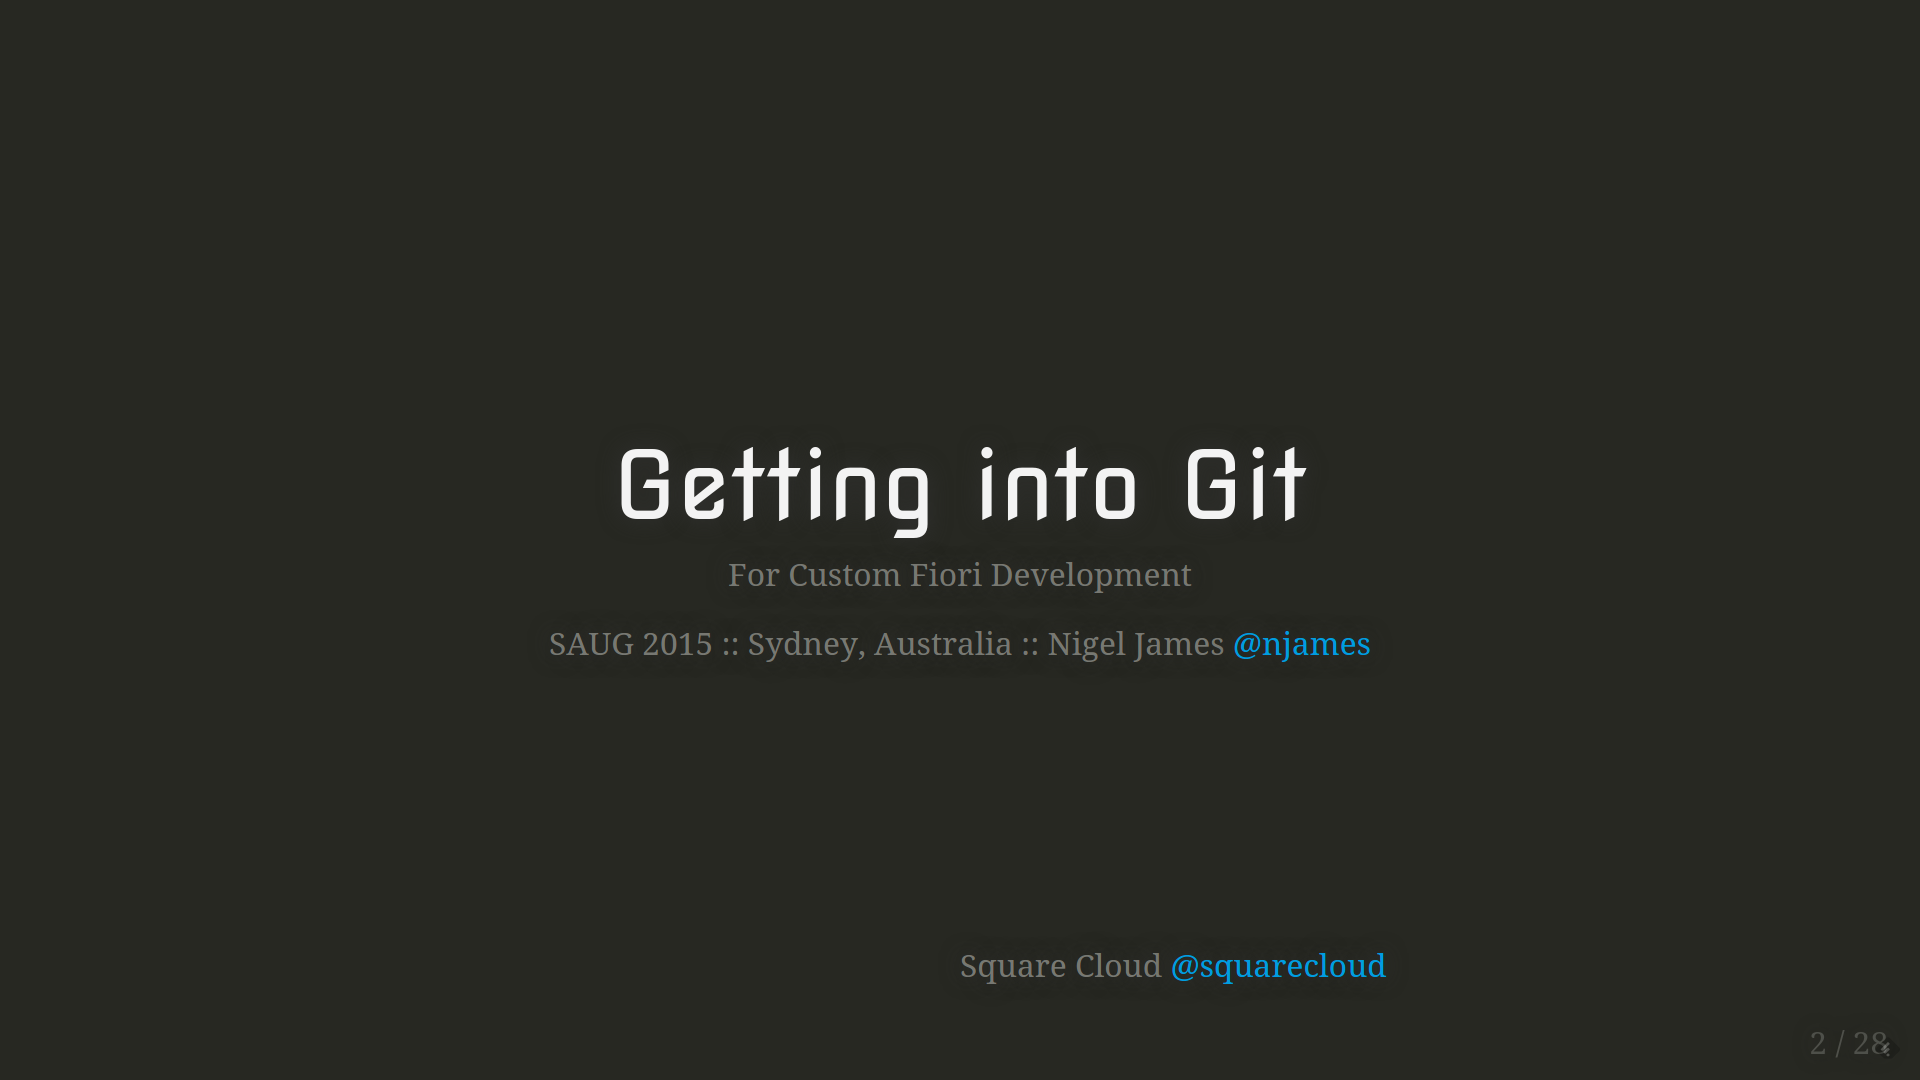 Getting into Git
For Custom Fiori Development
SAUG 2015 :: Sydney, Australia :: Nigel James @njames
Square Cloud @squarecloud
2 / 28